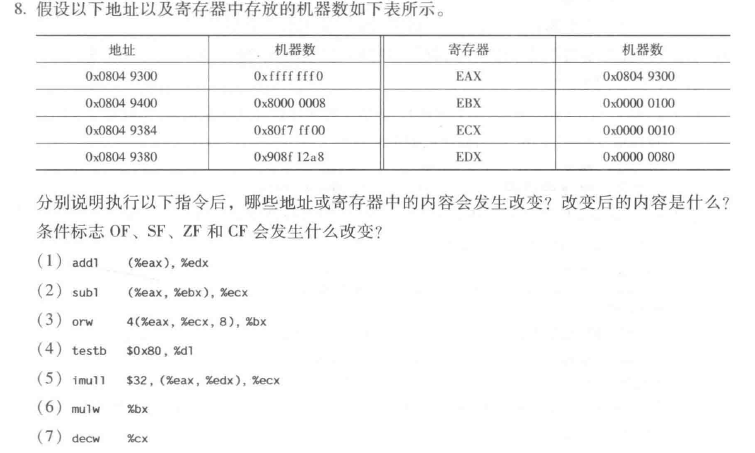 8. 假设以下地址以及寄存器中存放的机器数如下表所示。
地址 机器数 寄存器 机器数
0x0804 9300 0xffff fff0 EAX 0x0804 9300
0x0804 9400 0x8000 0008 EBX 0x0000 0100
0x0804 9384 0x80f7 ff00 ECX 0x0000 0010
0x0804 9380 0x908f 12a8 EDX 0x0000 0080
分别说明执行以下指令后，哪些地址或寄存器中的内容会发生改变？改变后的内容是什么？
条件标志 OF、SF、ZF 和 CF 会发生什么改变？
(1) addl (%eax), %edx
(2) subl (%eax, %ebx), %ecx
(3) orw 4(%eax, %ecx, 8), %bx
(4) testb $0x80, %dl
(5) imull $32, (%eax, %edx), %ecx
(6) mulw %bx
(7) decw %cx